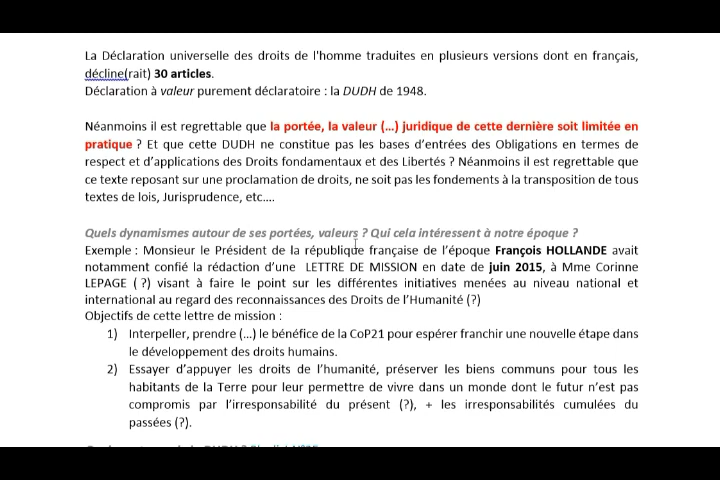 La Déclaration universelle des droits de l'homme traduites en plusieurs versions dont en français,
décline(rait) 30 articles.
Déclaration à valeur purement déclaratoire : la DUDH de 1948.
Néanmoins il est regrettable que la portée, la valeur (…) juridique de cette dernière soit limitée en
pratique ? Et que cette DUDH ne constitue pas les bases d'entrées des Obligations en termes de
respect et d'applications des Droits fondamentaux et des Libertés ? Néanmoins il est regrettable que
ce texte reposant sur une proclamation de droits, ne soit pas les fondements à la transposition de tous
textes de lois, Jurisprudence, etc….
Quels dynamismes autour de ses portées, valeurs ? Qui cela intéressent à notre époque ?
Exemple : Monsieur le Président de la république française de l'époque François HOLLANDE avait
notamment confié la rédaction d'une LETTRE DE MISSION en date de juin 2015, à Mme Corinne
LEPAGE ( ?) visant à faire le point sur les différentes initiatives menées au niveau national et
international au regard des reconnaissances des Droits de l'Humanité (?)
Objectifs de cette lettre de mission :
1) Interpeller, prendre (…) le bénéfice de la CoP21 pour espérer franchir une nouvelle étape dans
le développement des droits humains.
2) Essayer d'appuyer les droits de l'humanité, préserver les biens communs pour tous les
habitants de la Terre pour leur permettre de vivre dans un monde dont le futur n'est pas
compromis par l'irresponsabilité du présent (?), + les irresponsabilités cumulées du
passées (?).